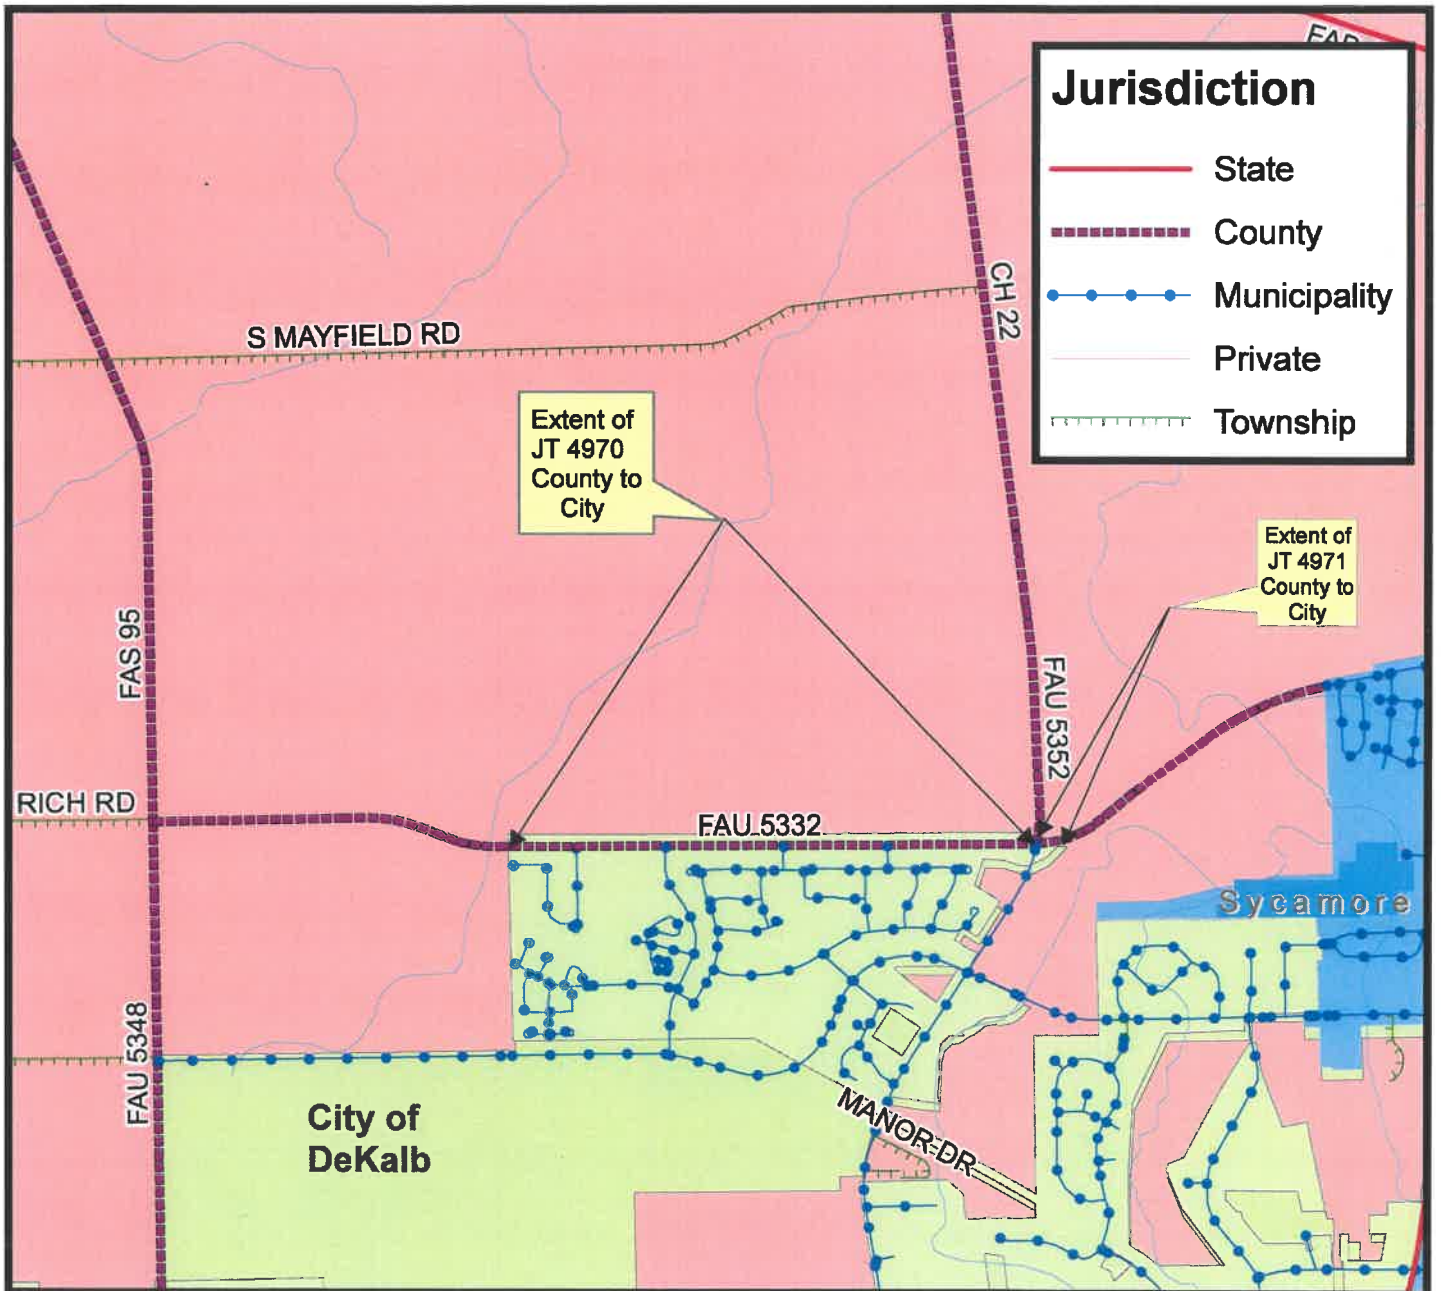 Jurisdiction
State
County
Municipality
Private
Township
S MAYFIELD RD
CH 22
Extent of
JT 4970
County to
City
Extent of
JT 4971
County to
City
FAS 95
FAU 5352
RICH RD
FAU 5332
Sycamore
FAU 5348
City of
DeKalb
MANOR DR